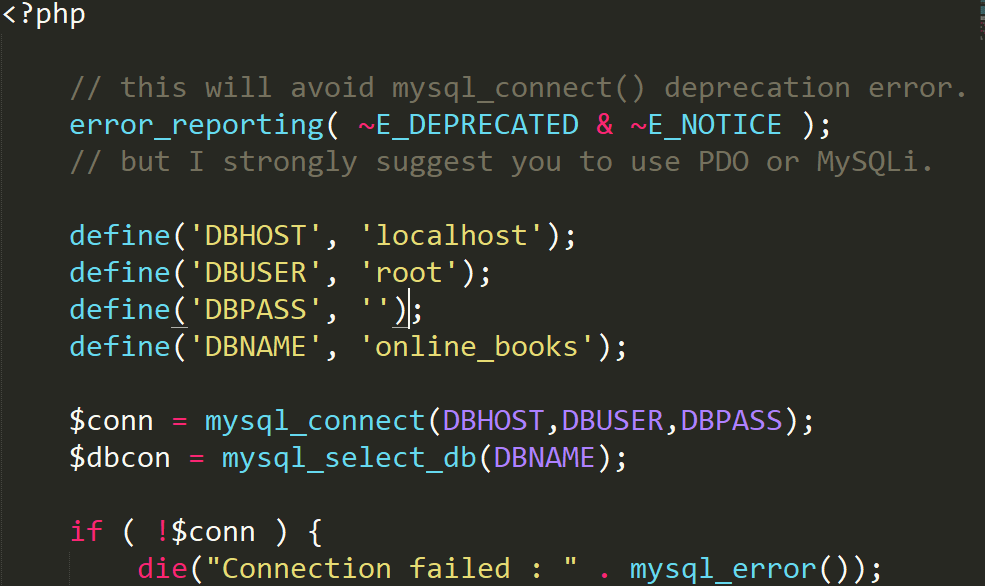 <?php
// this will avoid mysql_connect() deprecation error.
error_reporting( ~E_DEPRECATED & ~E_NOTICE );
// but I strongly suggest you to use PDO or MySQLi.
define('DBHOST', 'localhost');
define('DBUSER', 'root');
define('DBPASS', '');
define('DBNAME', 'online_books');
$conn = mysql_connect(DBHOST,DBUSER,DBPASS);
$dbcon = mysql_select_db(DBNAME);
if ( !$conn ) {
die("Connection failed : " . mysql_error());